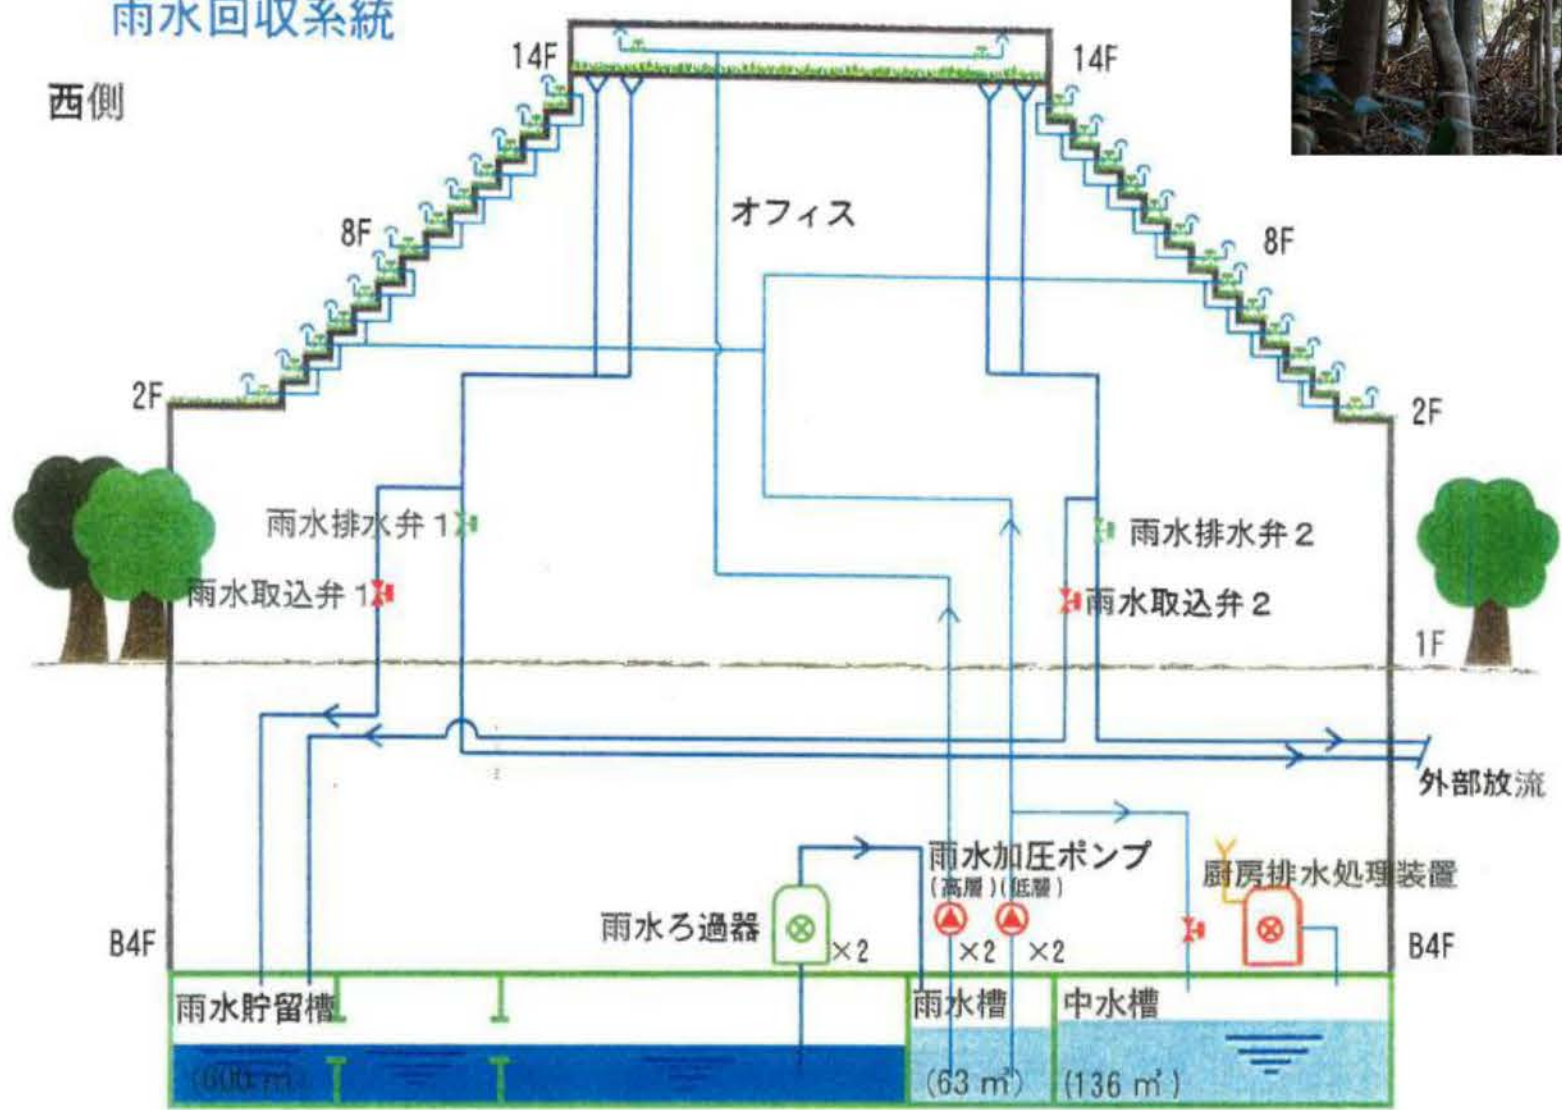 雨水回収系統
西側
14F
14F
オフィス
8F
8F
2F
2F
雨水排水弁1
雨水排水弁2
雨水取込弁1
雨水取込弁2
1F
外部放流
雨水加圧ポンプ
(高層)(低層)
厨房排水処理装置
雨水ろ過器
×2
×2
×2
B4F
B4F
雨水貯留槽
雨水槽
中水槽
(600㎥)
(63㎥)
(136㎥)